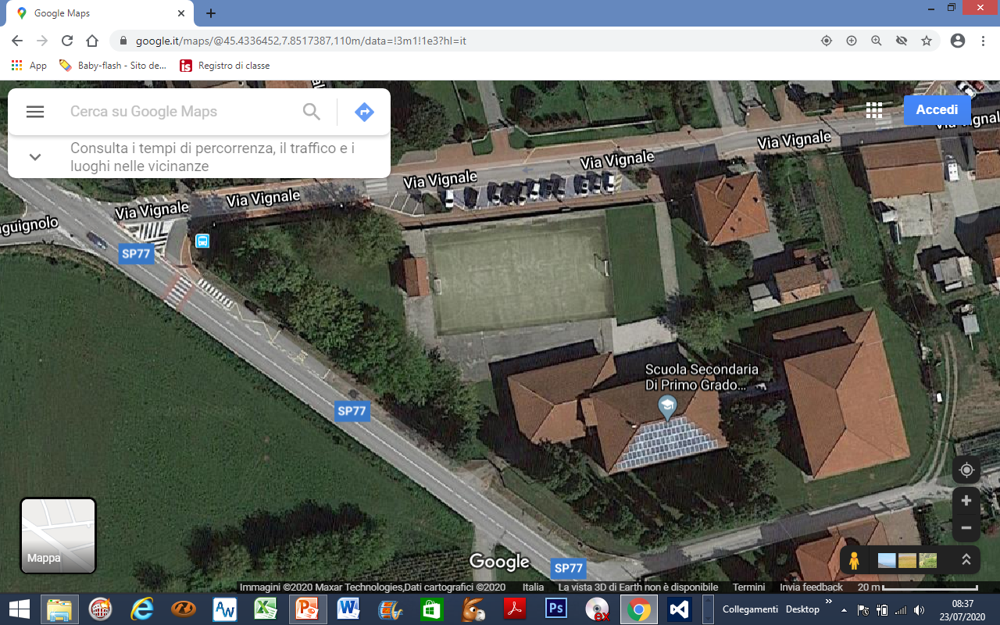 Google Maps
google.it/maps/@45.4336452,7.8517387,110m/data=!3m1!1e3?hl=it
App
Baby-flash - Sito de...
Registro di classe
Cerca su Google Maps
Accedi
Consulta i tempi di percorrenza, il traffico e i
luoghi nelle vicinanze
Via Vignale
Via Vignale
Via Vignale
Via Vignale
Via Vignale
Via Vignal
guignolo
SP77
Scuola Secondaria
Di Primo Grado...
SP77
Mappa
Google
SP77
Immagini ©2020 Maxar Technologies,Dati cartografici ©2020 Italia La vista 3D di Earth non è disponibile Termini Invia feedback 20 m
Collegamenti
Desktop
08:37
23/07/2020
Ps
ex